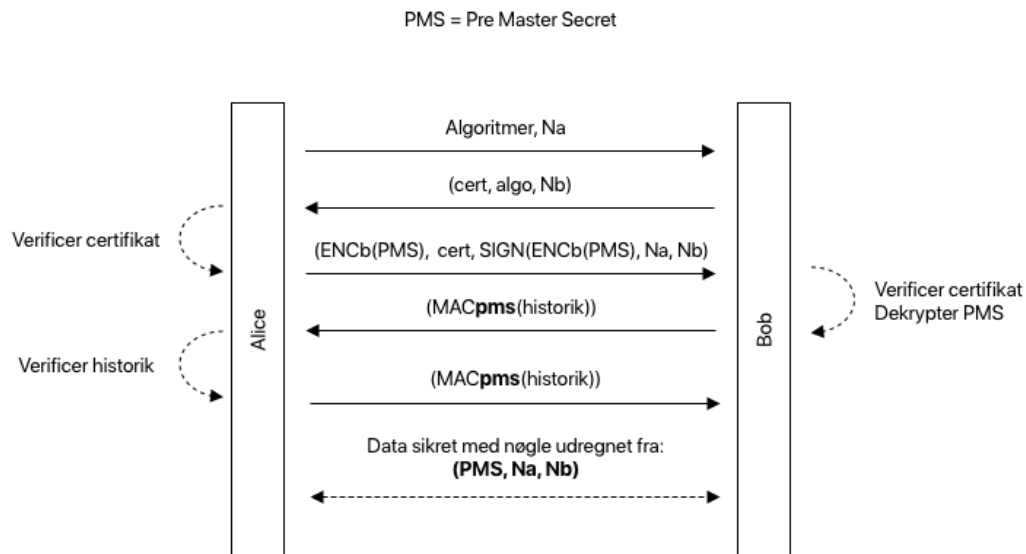 PMS = Pre Master Secret
Algoritmer, Na
(cert, algo, Nb)
Verificer certifikat
(ENCb(PMS), cert, SIGN(ENCb(PMS), Na, Nb)
Verificer certifikat
Dekrypter PMS
(MACpms(historik))
Alice
Bob
Verificer historik
(MACpms(historik))
Data sikret med nøgle udregnet fra:
(PMS, Na, Nb)